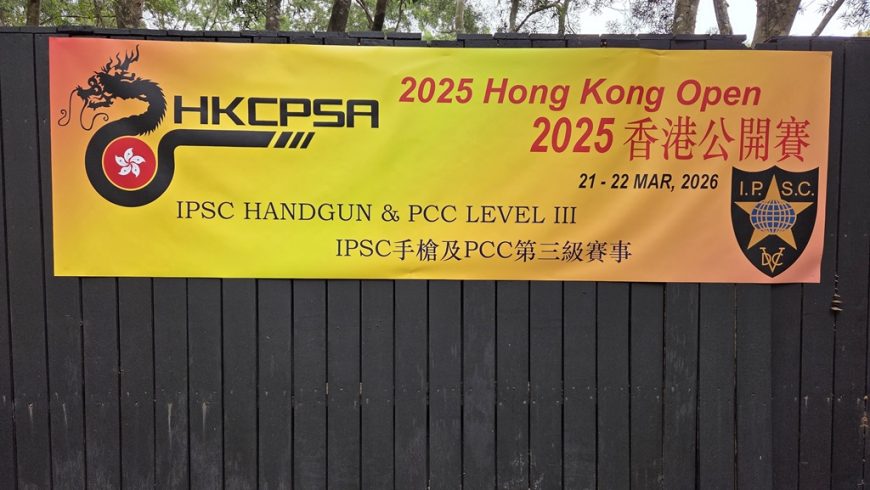 HKCPSA
2025 Hong Kong Open
2025 香港公開賽
21 - 22 MAR, 2026
IPSC HANDGUN & PCC LEVEL III
IPSC手槍及PCC第三級賽事
I.P.S.C.
DVC